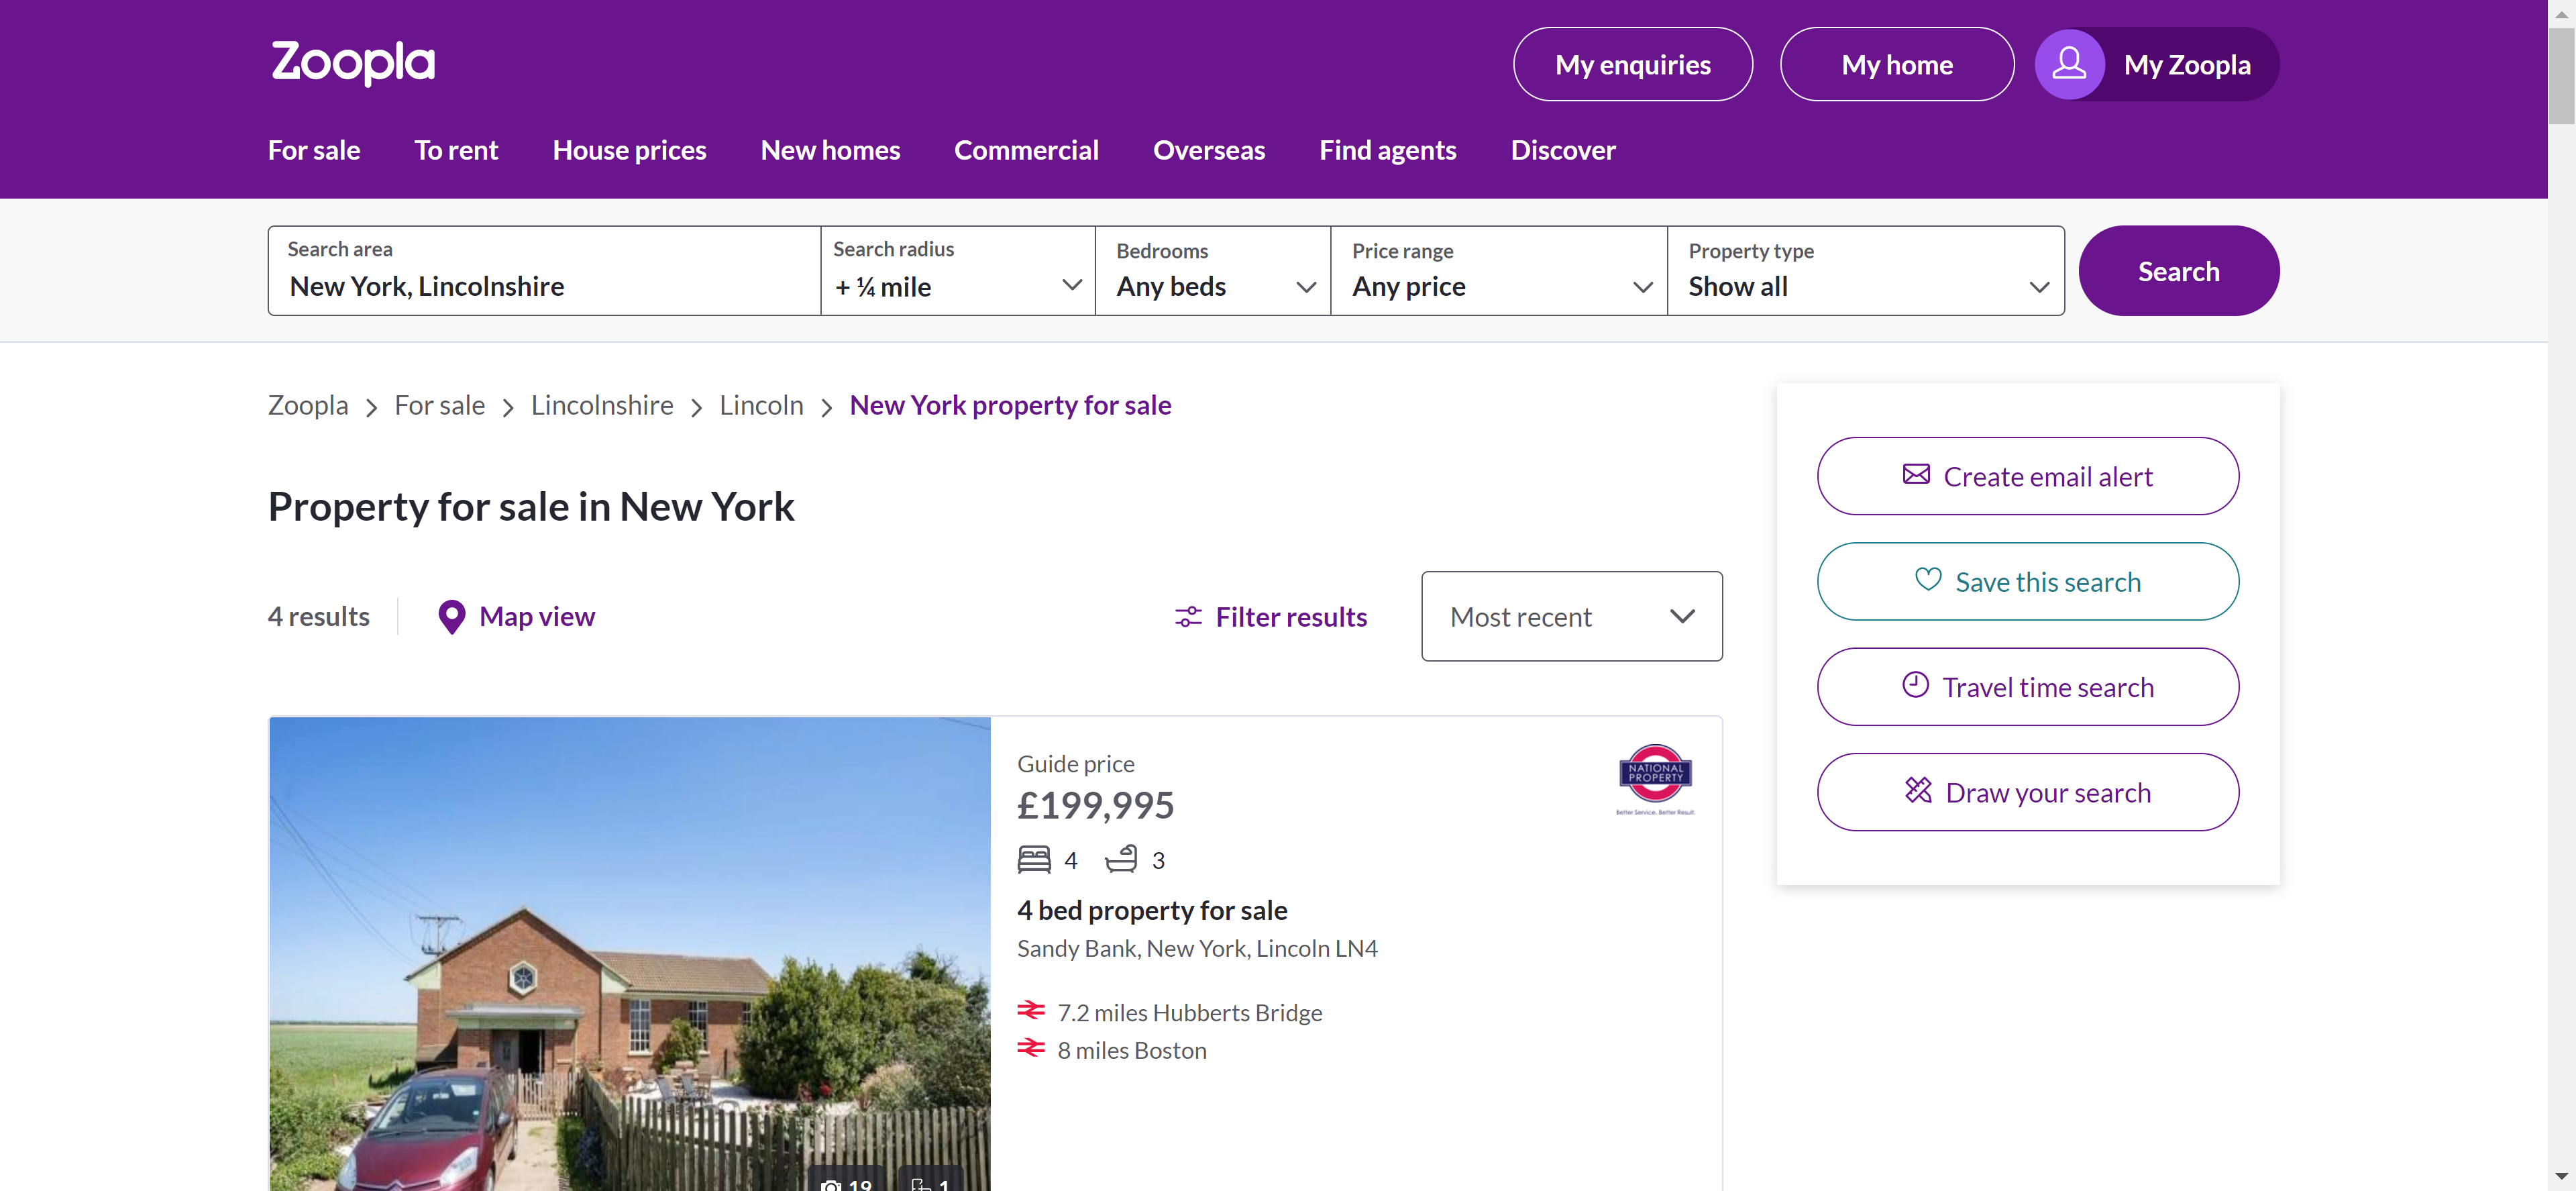 Zoopla
My enquiries
My home
My Zoopla
For sale
To rent
House prices
New homes
Commercial
Overseas
Find agents
Discover
Search area
New York, Lincolnshire
Search radius
+ ¼ mile
Bedrooms
Any beds
Price range
Any price
Property type
Show all
Search
Zoopla
For sale
Lincolnshire
Lincoln
New York property for sale
Property for sale in New York
4 results
Map view
Filter results
Most recent
Create email alert
Save this search
Travel time search
Draw your search
Guide price
£199,995
4
3
4 bed property for sale
Sandy Bank, New York, Lincoln LN4
7.2 miles Hubberts Bridge
8 miles Boston
NATIONAL
PROPERTY
Better Service. Better Result.
19
1